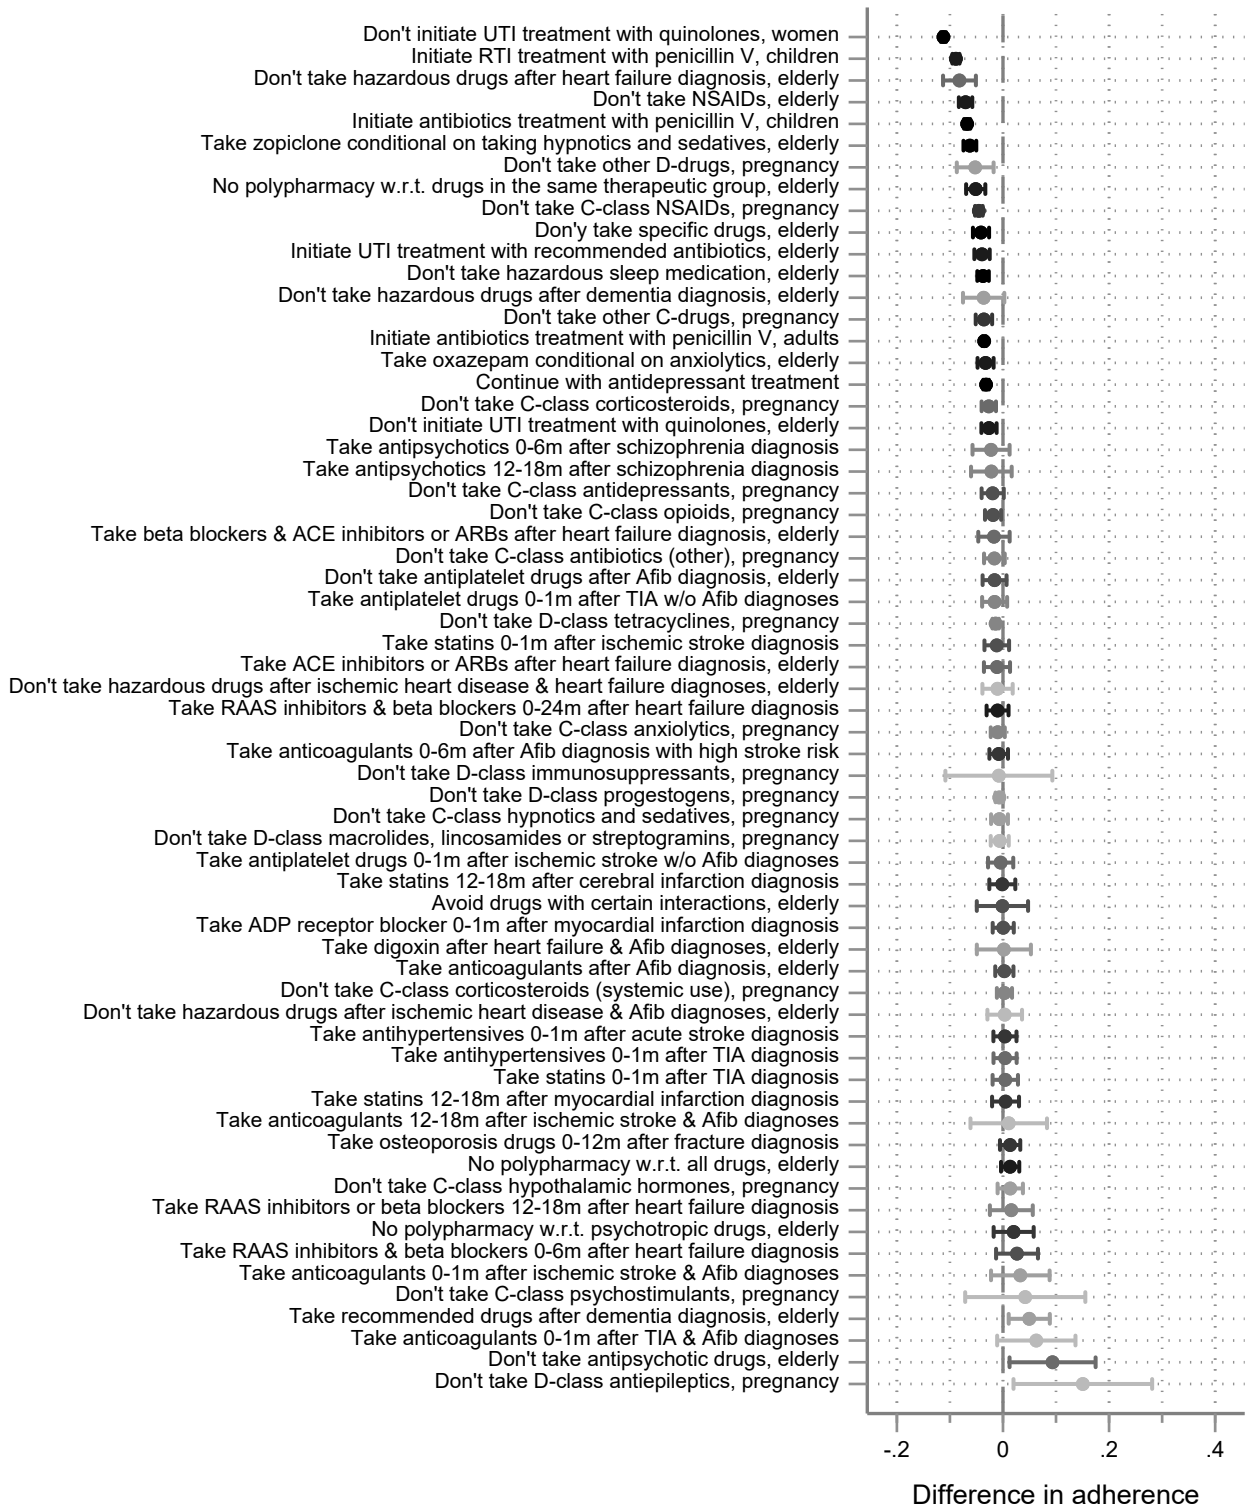 Don't initiate UTI treatment with quinolones, women
Initiate RTI treatment with penicillin V, children
Don't take hazardous drugs after heart failure diagnosis, elderly
Don't take NSAIDs, elderly
Initiate antibiotics treatment with penicillin V, children
Take zopiclone conditional on taking hypnotics and sedatives, elderly
Don't take other D-drugs, pregnancy
No polypharmacy w.r.t. drugs in the same therapeutic group, elderly
Don't take C-class NSAIDs, pregnancy
Don'y take specific drugs, elderly
Initiate UTI treatment with recommended antibiotics, elderly
Don't take hazardous sleep medication, elderly
Don't take hazardous drugs after dementia diagnosis, elderly
Don't take other C-drugs, pregnancy
Initiate antibiotics treatment with penicillin V, adults
Take oxazepam conditional on anxiolytics, elderly
Continue with antidepressant treatment
Don't take C-class corticosteroids, pregnancy
Don't initiate UTI treatment with quinolones, elderly
Take antipsychotics 0-6m after schizophrenia diagnosis
Take antipsychotics 12-18m after schizophrenia diagnosis
Don't take C-class antidepressants, pregnancy
Don't take C-class opioids, pregnancy
Take beta blockers & ACE inhibitors or ARBs after heart failure diagnosis, elderly
Don't take C-class antibiotics (other), pregnancy
Don't take antiplatelet drugs after Afib diagnosis, elderly
Take antiplatelet drugs 0-1m after TIA w/o Afib diagnoses
Don't take D-class tetracyclines, pregnancy
Take statins 0-1m after ischemic stroke diagnosis
Take ACE inhibitors or ARBs after heart failure diagnosis, elderly
Don't take hazardous drugs after ischemic heart disease & heart failure diagnoses, elderly
Take RAAS inhibitors & beta blockers 0-24m after heart failure diagnosis
Don't take C-class anxiolytics, pregnancy
Take anticoagulants 0-6m after Afib diagnosis with high stroke risk
Don't take D-class immunosuppressants, pregnancy
Don't take D-class progestogens, pregnancy
Don't take C-class hypnotics and sedatives, pregnancy
Don't take D-class macrolides, lincosamides or streptogramins, pregnancy
Take antiplatelet drugs 0-1m after ischemic stroke w/o Afib diagnoses
Take statins 12-18m after cerebral infarction diagnosis
Avoid drugs with certain interactions, elderly
Take ADP receptor blocker 0-1m after myocardial infarction diagnosis
Take digoxin after heart failure & Afib diagnoses, elderly
Take anticoagulants after Afib diagnosis, elderly
Don't take C-class corticosteroids (systemic use), pregnancy
Don't take hazardous drugs after ischemic heart disease & Afib diagnoses, elderly
Take antihypertensives 0-1m after acute stroke diagnosis
Take antihypertensives 0-1m after TIA diagnosis
Take statins 0-1m after TIA diagnosis
Take statins 12-18m after myocardial infarction diagnosis
Take anticoagulants 12-18m after ischemic stroke & Afib diagnoses
Take osteoporosis drugs 0-12m after fracture diagnosis
No polypharmacy w.r.t. all drugs, elderly
Don't take C-class hypothalamic hormones, pregnancy
Take RAAS inhibitors or beta blockers 12-18m after heart failure diagnosis
No polypharmacy w.r.t. psychotropic drugs, elderly
Take RAAS inhibitors & beta blockers 0-6m after heart failure diagnosis
Take anticoagulants 0-1m after ischemic stroke & Afib diagnoses
Don't take C-class psychostimulants, pregnancy
Take recommended drugs after dementia diagnosis, elderly
Take anticoagulants 0-1m after TIA & Afib diagnoses
Don't take antipsychotic drugs, elderly
Don't take D-class antiepileptics, pregnancy
-.2 0 .2 .4
Difference in adherence